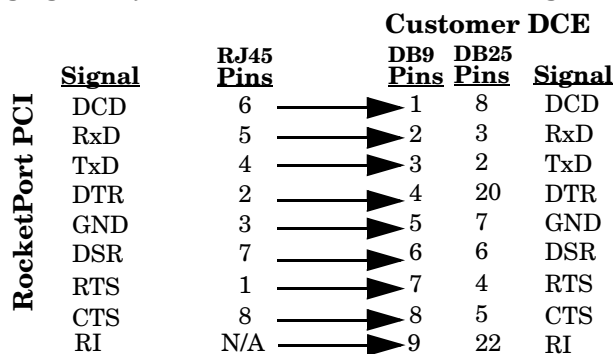 Customer DCE
RJ45 DB9 DB25
Signal Pins Pins Pins Signal
DCD 6 1 8 DCD
RxD 5 2 3 RxD
TxD 4 3 2 TxD
DTR 2 4 20 DTR
GND 3 5 7 GND
DSR 7 6 6 DSR
RTS 1 7 4 RTS
CTS 8 8 5 CTS
RI N/A 9 22 RI
RocketPort PCI